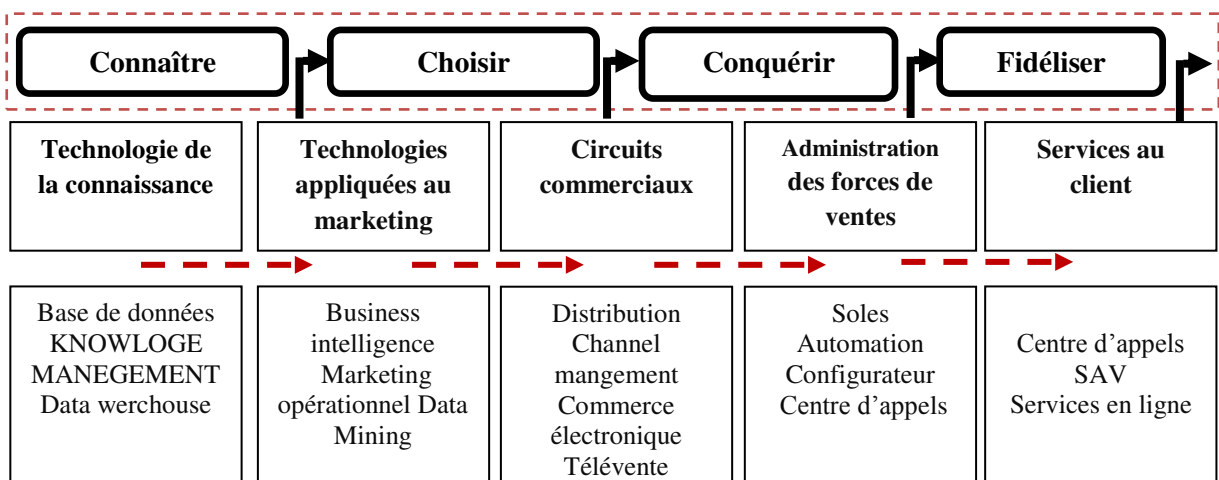 Connaître
Choisir
Conquérir
Fidéliser
Technologie de
la connaissance
Technologies
appliquées au
marketing
Circuits
commerciaux
Administration
des forces de
ventes
Services au
client
Base de données
KNOWLOGE
MANEGEMENT
Data werchouse
Business
intelligence
Marketing
opérationnel Data
Mining
Distribution
Channel
mangement
Commerce
électronique
Télévente
Soles
Automation
Configurateur
Centre d'appels
Centre d'appels
SAV
Services en ligne